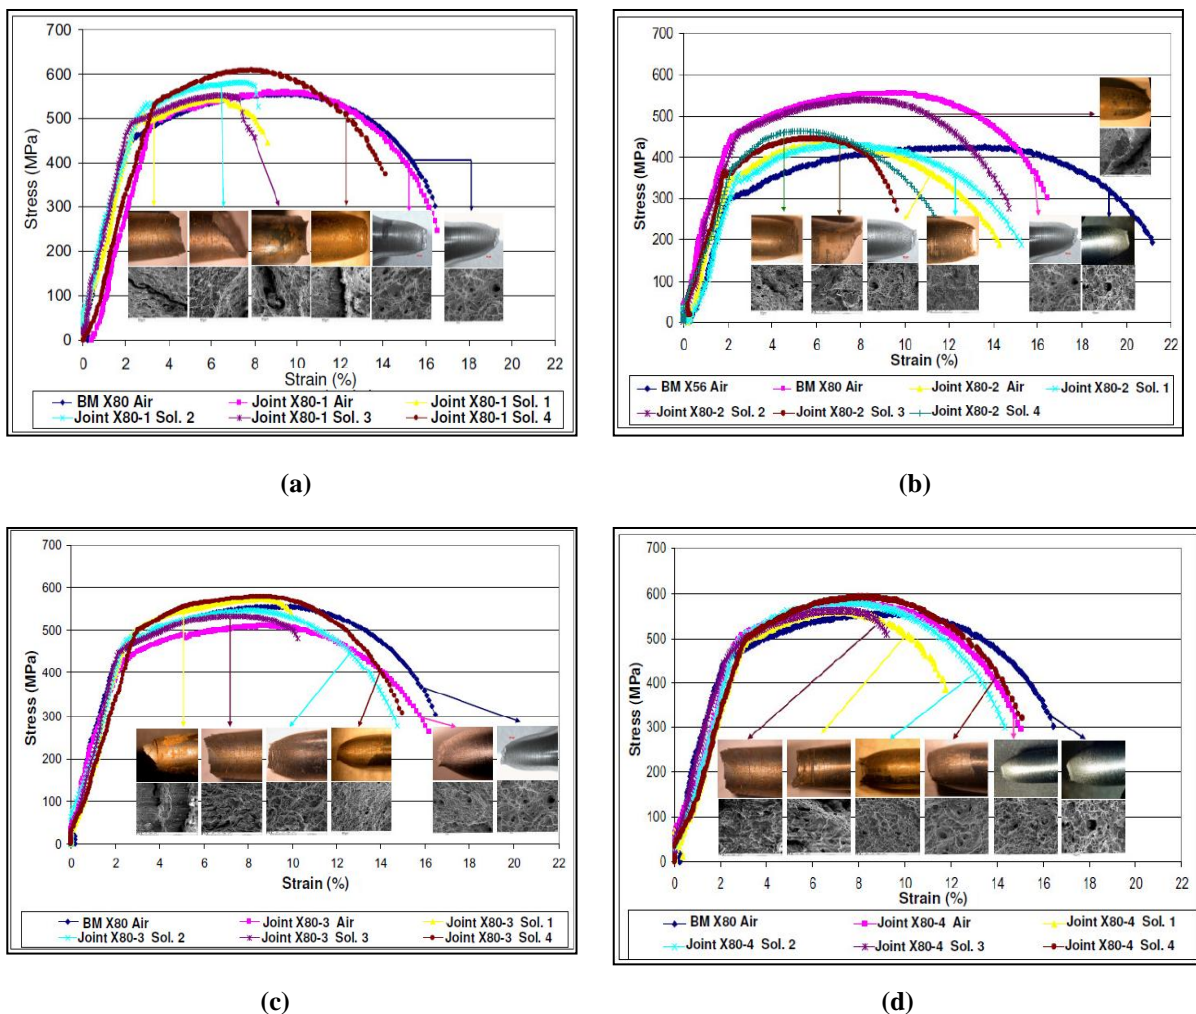 700
600
500
400
300
200
100
0
Stress (MPa)
0 2 4 6 8 10 12 14 16 18 20 22
Strain (%)
BM X80 Air Joint X80-1 Air Joint X80-1 Sol. 1
Joint X80-1 Sol. 2 Joint X80-1 Sol. 3 Joint X80-1 Sol. 4
(a)
700
600
500
400
300
200
100
0
Stress (MPa)
0 2 4 6 8 10 12 14 16 18 20 22
Strain (%)
BM X56 Air BM X80 Air Joint X80-2 Air Joint X80-2 Sol. 1
Joint X80-2 Sol. 2 Joint X80-2 Sol. 3 Joint X80-2 Sol. 4
(b)
700
600
500
400
300
200
100
0
Stress (MPa)
0 2 4 6 8 10 12 14 16 18 20 22
Strain (%)
BM X80 Air Joint X80-3 Air Joint X80-3 Sol. 1
Joint X80-3 Sol. 2 Joint X80-3 Sol. 3 Joint X80-3 Sol. 4
(c)
700
600
500
400
300
200
100
0
Stress (MPa)
0 2 4 6 8 10 12 14 16 18 20 22
Strain (%)
BM X80 Air Joint X80-4 Air Joint X80-4 Sol. 1
Joint X80-4 Sol. 2 Joint X80-4 Sol. 3 Joint X80-4 Sol. 4
(d)